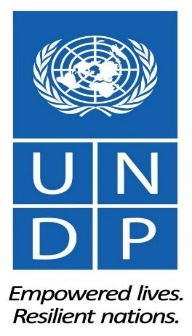 U N
D P
Empowered lives.
Resilient nations.